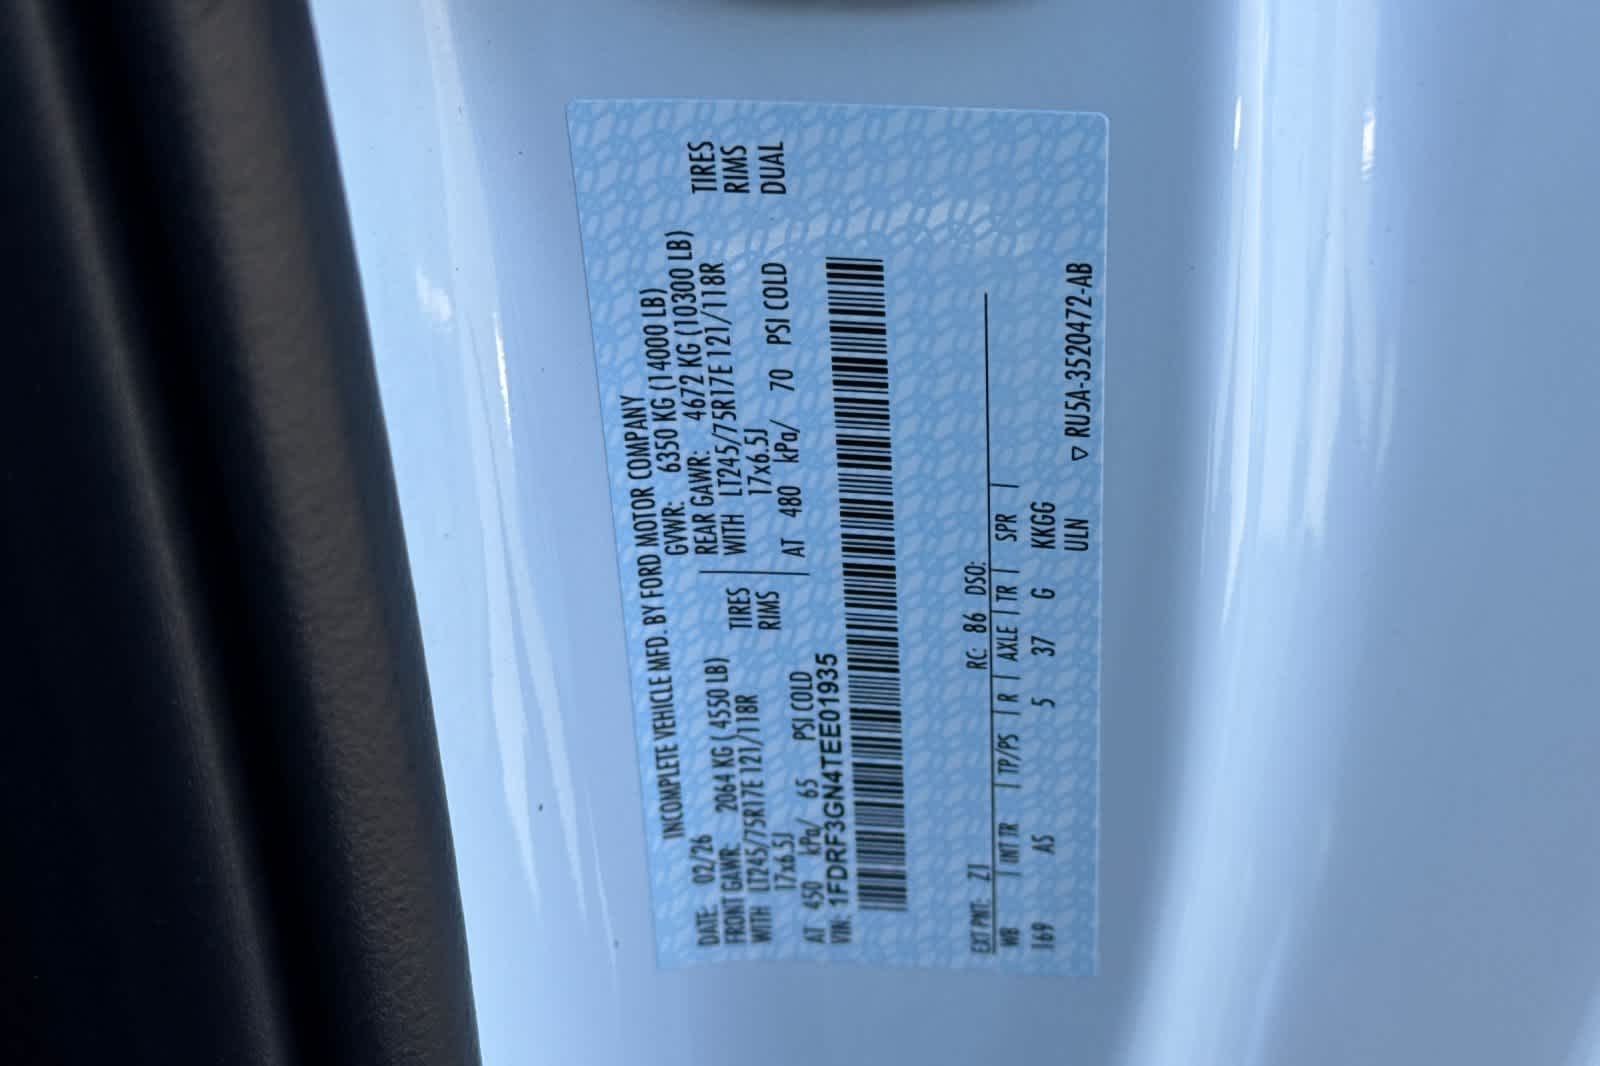 INCOMPLETE VEHICLE MFD. BY FORD MOTOR COMPANY
DATE: 02/26 GVWR: 6350 KG (14000 LB)
FRONT GAWR: 2064 KG ( 4550 LB) REAR GAWR: 4672 KG (10300 LB)
WITH LT245/75R17E 121/118R TIRES WITH LT245/75R17E 121/118R TIRES
17x6.5J RIMS 17x6.5J RIMS
AT 450 kPa/ 65 PSI COLD AT 480 kPa/ 70 PSI COLD DUAL
VIN: 1FDRF3GN4TEE01935
EXT PNT: Z1 RC: 86 DSO:
WB | INT TR | TP/PS | R | AXLE | TR | SPR |
169 AS 5 37 G KKGG
ULN ▽ RU5A-3520472-AB